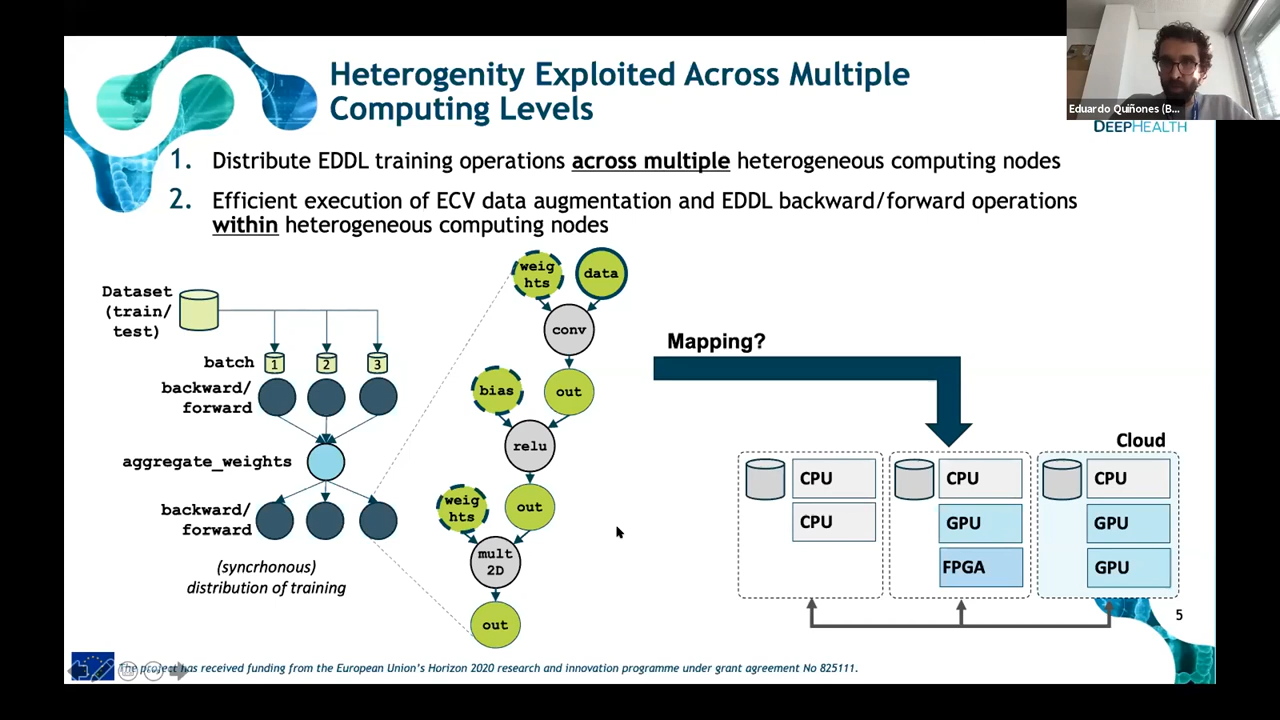 Heterogenity Exploited Across Multiple
Computing Levels
Eduardo Quiñones (B...
DEEPHEALTH
1. Distribute EDDL training operations across multiple heterogeneous computing nodes
2. Efficient execution of ECV data augmentation and EDDL backward/forward operations
within heterogeneous computing nodes
Dataset
(train/
test)
batch
1
2
3
backward/
forward
aggregate_weights
backward/
forward
(syncrhonous)
distribution of training
weig
hts
data
conv
bias
out
relu
weig
hts
out
mult
2D
out
Mapping?
Cloud
CPU
CPU
CPU
GPU
FPGA
CPU
GPU
GPU
5
The project has received funding from the European Union's Horizon 2020 research and innovation programme under grant agreement No 825111.